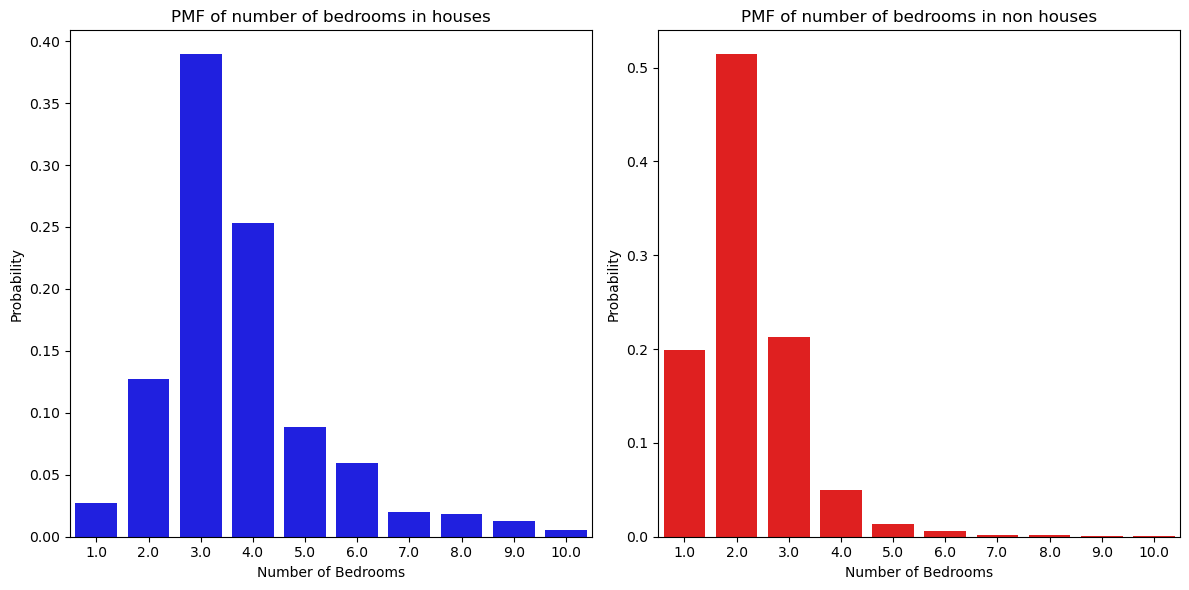 PMF of number of bedrooms in houses
0.40
0.35
0.30
0.25
0.20
0.15
0.10
0.05
0.00
Probability
1.0 2.0 3.0 4.0 5.0 6.0 7.0 8.0 9.0 10.0
Number of Bedrooms
PMF of number of bedrooms in non houses
0.5
0.4
0.3
0.2
0.1
0.0
Probability
1.0 2.0 3.0 4.0 5.0 6.0 7.0 8.0 9.0 10.0
Number of Bedrooms